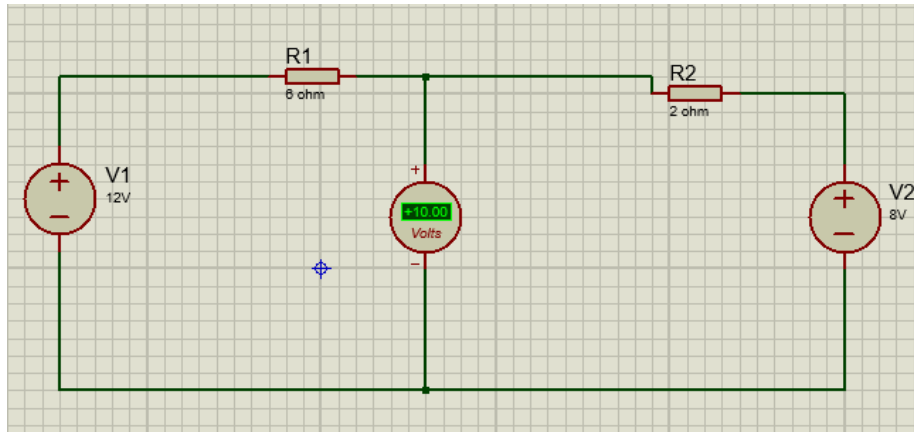 R1
6 ohm
R2
2 ohm
V1
12V
+
−
+
+10.00
Volts
−
V2
8V
+
−